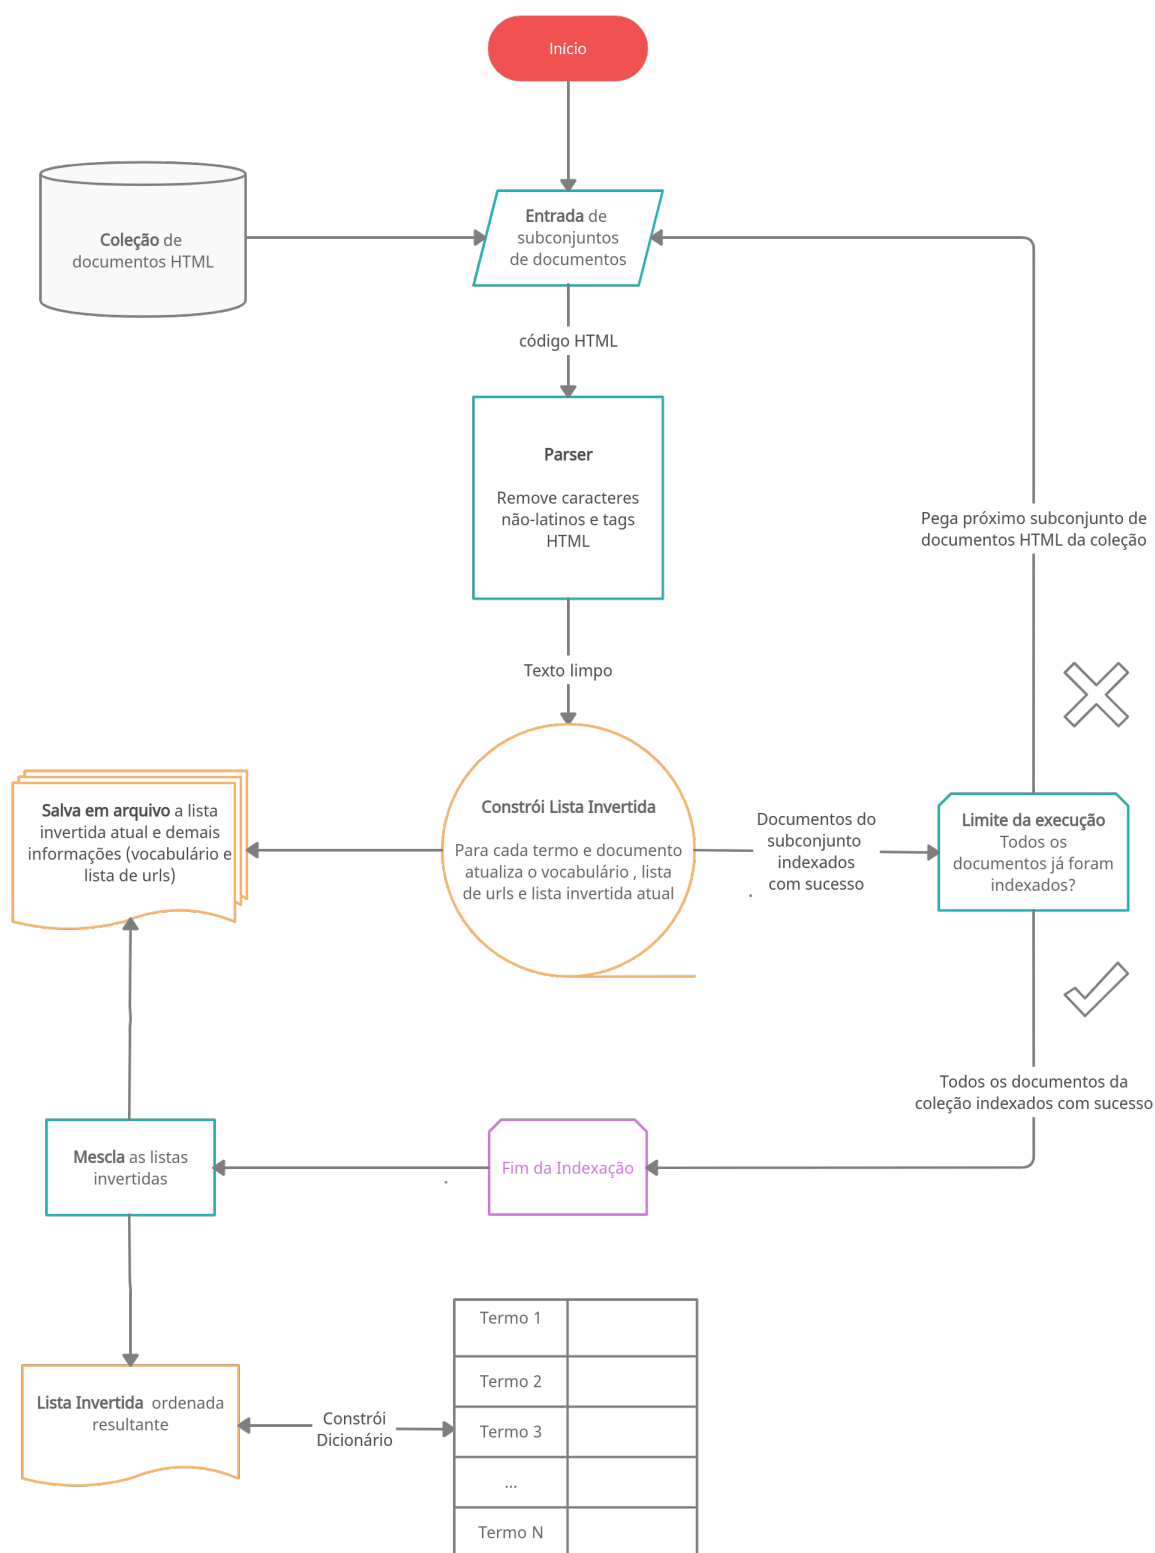 Início
Coleção de
documentos HTML
Entrada de
subconjuntos
de documentos
código HTML
Parser
Remove caracteres
não-latinos e tags
HTML
Pega próximo subconjunto de
documentos HTML da coleção
Texto limpo
Salva em arquivo a lista
invertida atual e demais
informações (vocabulário e
lista de urls)
Constrói Lista Invertida
Para cada termo e documento
atualiza o vocabulário , lista
de urls e lista invertida atual
Documentos do
subconjunto
indexados
com sucesso
.
Limite da execução
Todos os
documentos já foram
indexados?
Todos os documentos da
coleção indexados com sucesso
Mescla as listas
invertidas
.
Fim da Indexação
Lista Invertida ordenada
resultante
Constrói
Dicionário
Termo 1
Termo 2
Termo 3
...
Termo N